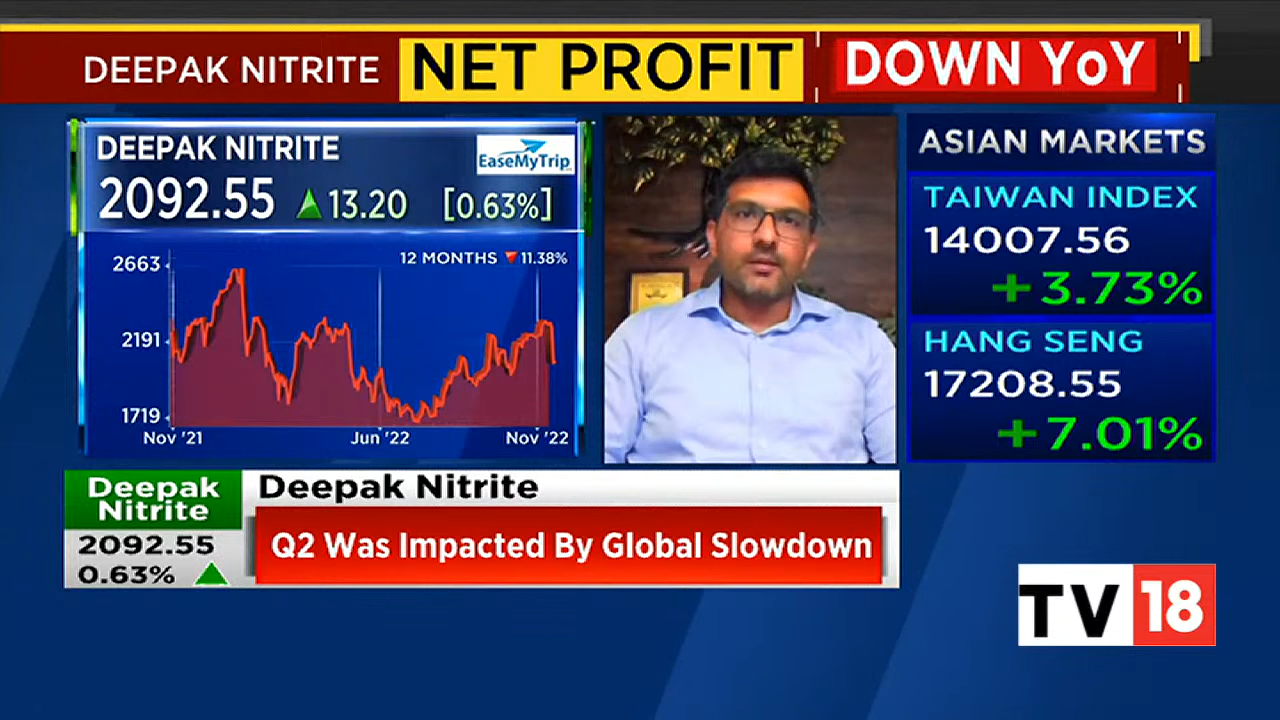 DEEPAK NITRITE NET PROFIT DOWN YoY
DEEPAK NITRITE
EaseMyTrip
2092.55 ▲ 13.20 [0.63%]
12 MONTHS ▼ 11.38%
2663
2191
1719
Nov '21 Jun '22 Nov '22
ASIAN MARKETS
TAIWAN INDEX
14007.56
+3.73%
HANG SENG
17208.55
+7.01%
Deepak
Nitrite
2092.55
0.63% ▲
Deepak Nitrite
Q2 Was Impacted By Global Slowdown
TV18